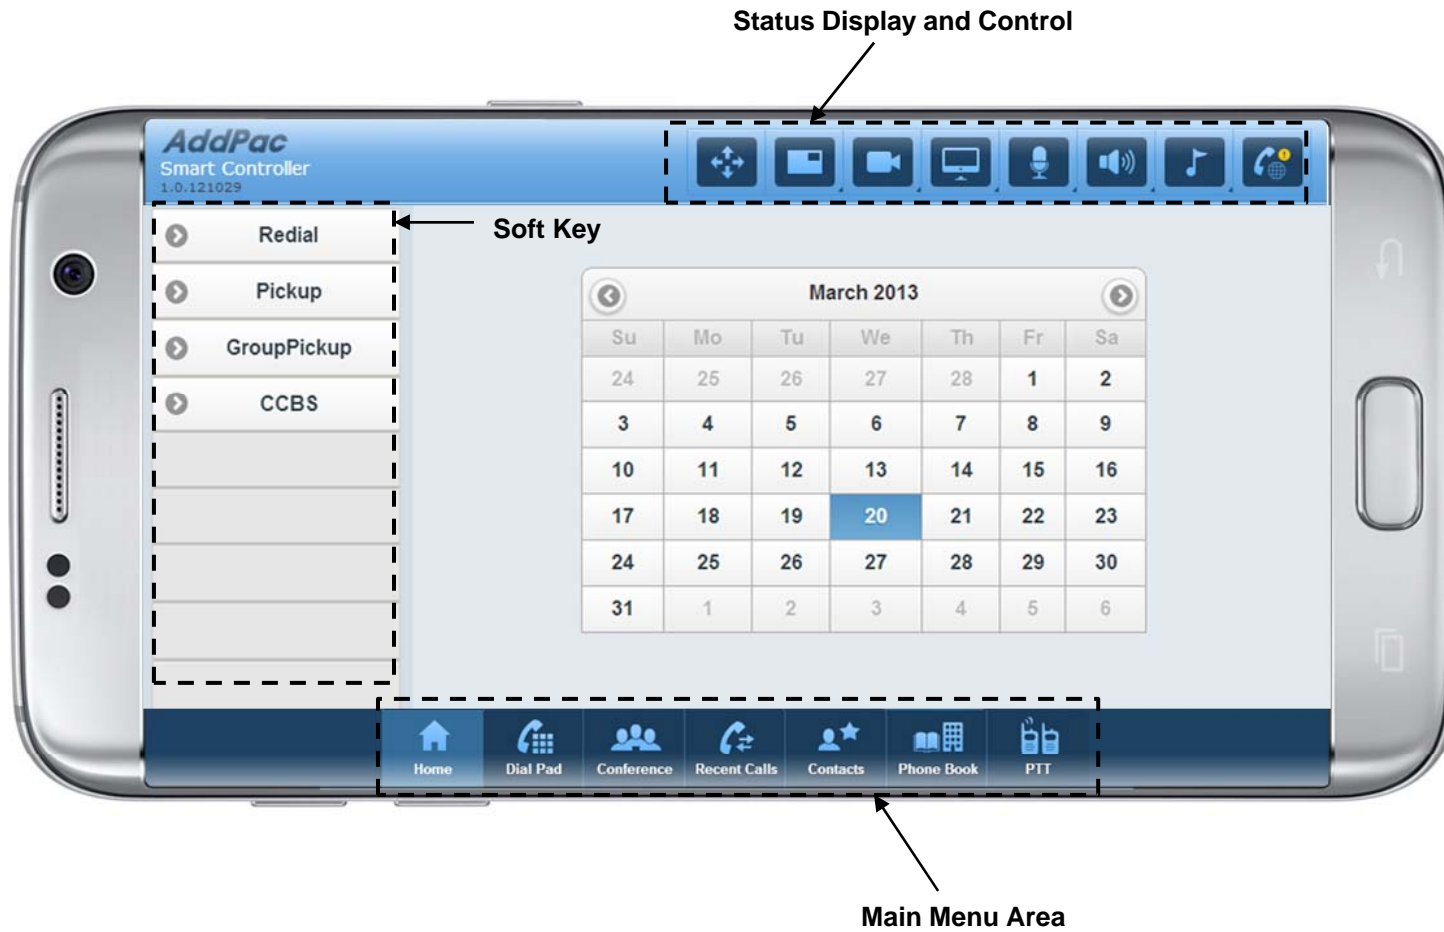 Status Display and Control
AddPac
Smart Controller
1.0.121029
Soft Key
Redial
Pickup
GroupPickup
CCBS
March 2013
Su Mo Tu We Th Fr Sa
24 25 26 27 28 1 2
3 4 5 6 7 8 9
10 11 12 13 14 15 16
17 18 19 20 21 22 23
24 25 26 27 28 29 30
31 1 2 3 4 5 6
Home Dial Pad Conference Recent Calls Contacts Phone Book PTT
Main Menu Area